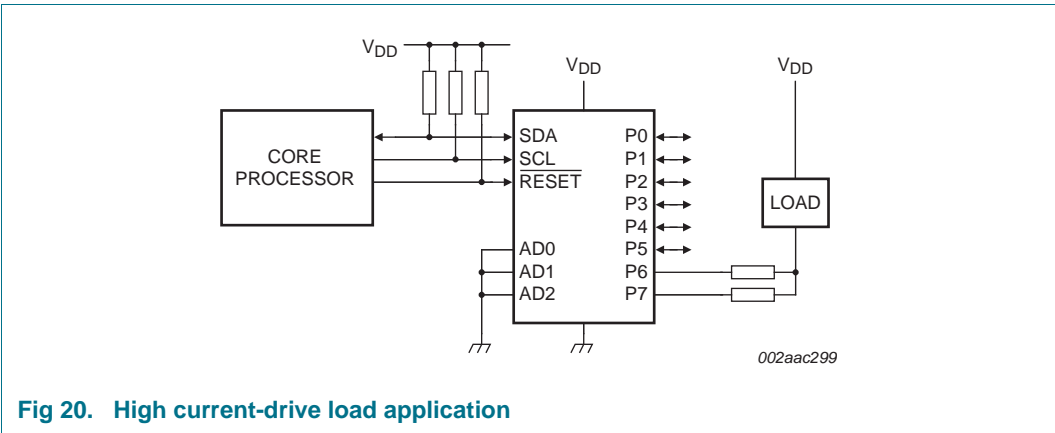 VDD
VDD
VDD
CORE
PROCESSOR
SDA
SCL
RESET
AD0
AD1
AD2
P0
P1
P2
P3
P4
P5
P6
P7
LOAD
002aac299
Fig 20. High current-drive load application